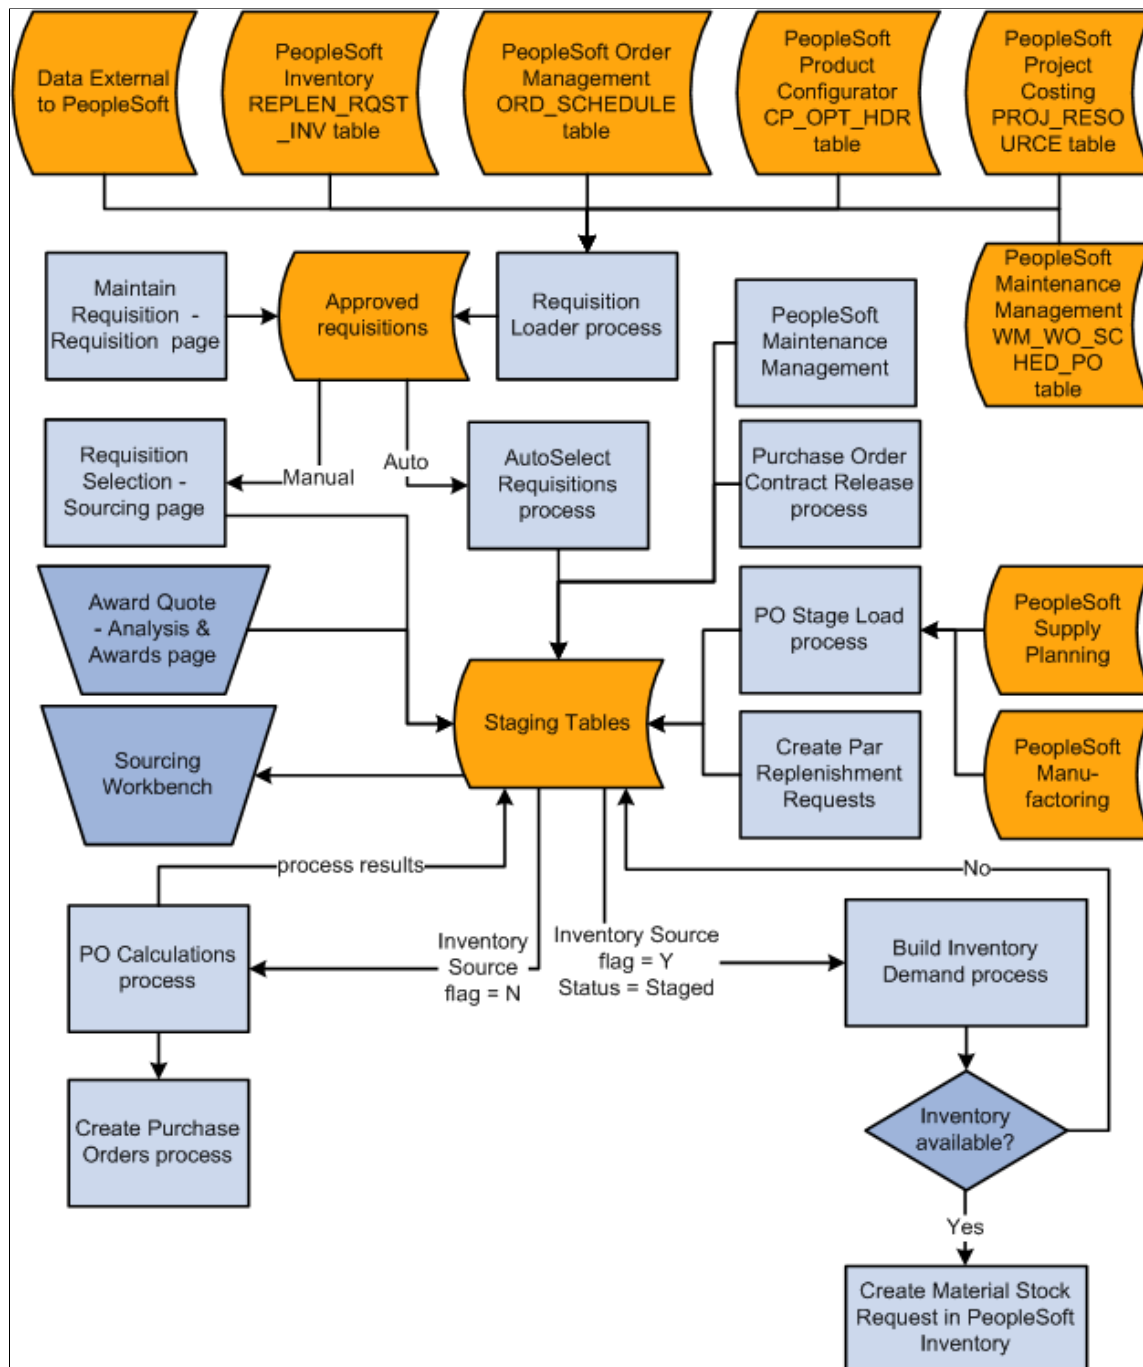 Data External
to PeopleSoft
PeopleSoft
Inventory
REPLEN_RQST
_INV table
PeopleSoft Order
Management
ORD_SCHEDULE
table
PeopleSoft
Product
Configurator
CP_OPT_HDR
table
PeopleSoft
Project
Costing
PROJ_RESO
URCE table
Maintain
Requisition -
Requisition page
Approved
requisitions
Requisition
Loader process
PeopleSoft
Maintenance
Management
PeopleSoft
Maintenance
Management
WM_WO_SC
HED_PO
table
Requisition
Selection -
Sourcing page
Manual
Auto
AutoSelect
Requisitions
process
Purchase Order
Contract Release
process
Award Quote
- Analysis &
Awards page
PO Stage Load
process
PeopleSoft
Supply
Planning
Staging Tables
Sourcing
Workbench
Create Par
Replenishment
Requests
PeopleSoft
Manu-
factoring
process results
No
PO Calculations
process
Inventory
Source
flag = N
Inventory Source
flag = Y
Status = Staged
Build Inventory
Demand process
Create Purchase
Orders process
Inventory
available?
Yes
Create Material Stock
Request in PeopleSoft
Inventory